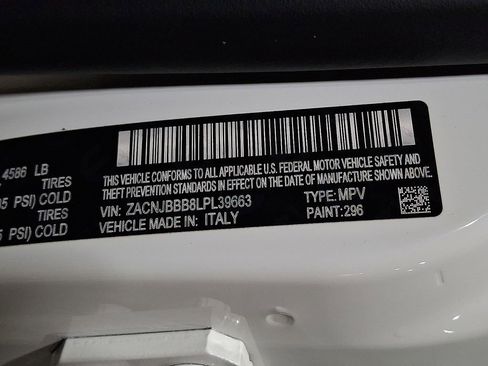 4586 LB
TIRES
PSI) COLD
TIRES
PSI) COLD
THIS VEHICLE CONFORMS TO ALL APPLICABLE U.S. FEDERAL MOTOR VEHICLE SAFETY AND
THEFT PREVENTION STANDARDS IN EFFECT ON THE DATE OF MANUFACTURE SHOWN ABOVE.
VIN: ZACNJBBB8LPL39663 TYPE: MPV
VEHICLE MADE IN: ITALY PAINT: 296